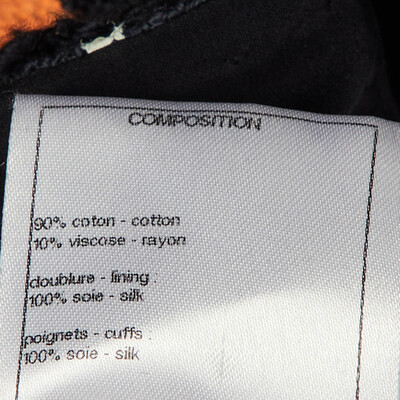 COMPOSITION
90% coton - cotton
10% viscose - rayon
doublure - lining :
100% soie - silk
poignets - cuffs :
100% soie - silk